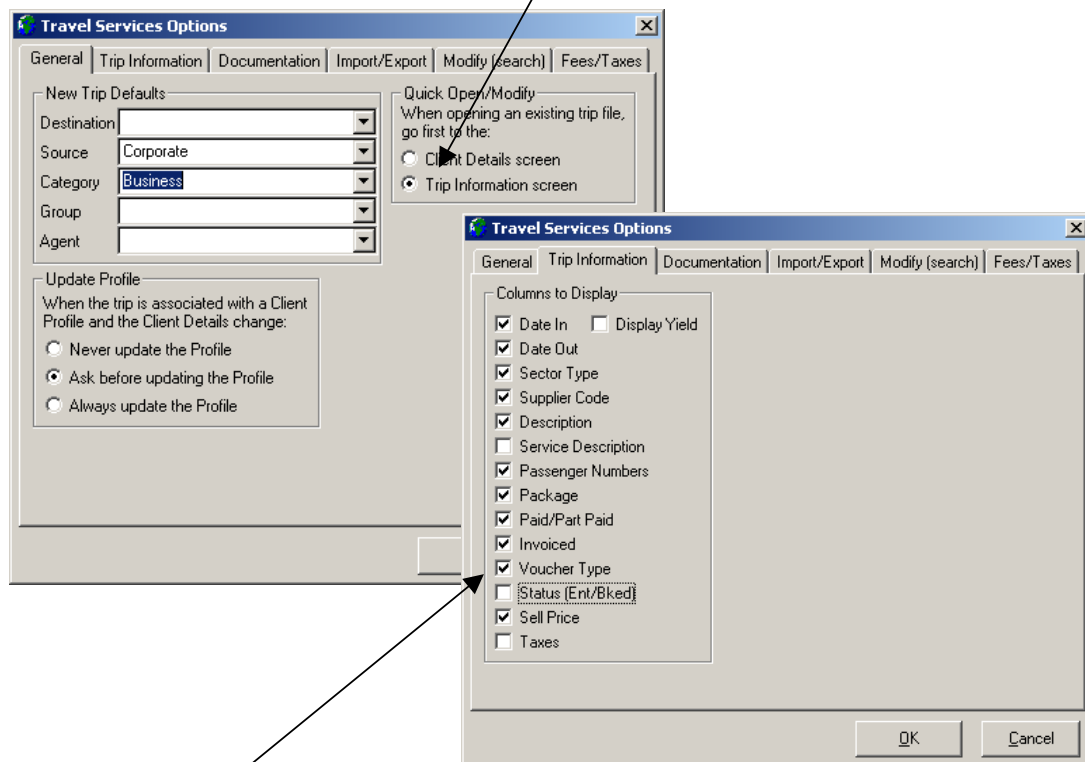 Travel Services Options
General Trip Information Documentation Import/Export Modify (search) Fees/Taxes
New Trip Defaults
Destination
Source Corporate
Category Business
Group
Agent
Quick Open/Modify
When opening an existing trip file,
go first to the:
Client Details screen
Trip Information screen
Update Profile
When the trip is associated with a Client
Profile and the Client Details change:
Never update the Profile
Ask before updating the Profile
Always update the Profile
Travel Services Options
General Trip Information Documentation Import/Export Modify (search) Fees/Taxes
Columns to Display
Date In Display Yield
Date Out
Sector Type
Supplier Code
Description
Service Description
Passenger Numbers
Package
Paid/Part Paid
Invoiced
Voucher Type
Status (Ent/Bked)
Sell Price
Taxes
OK Cancel